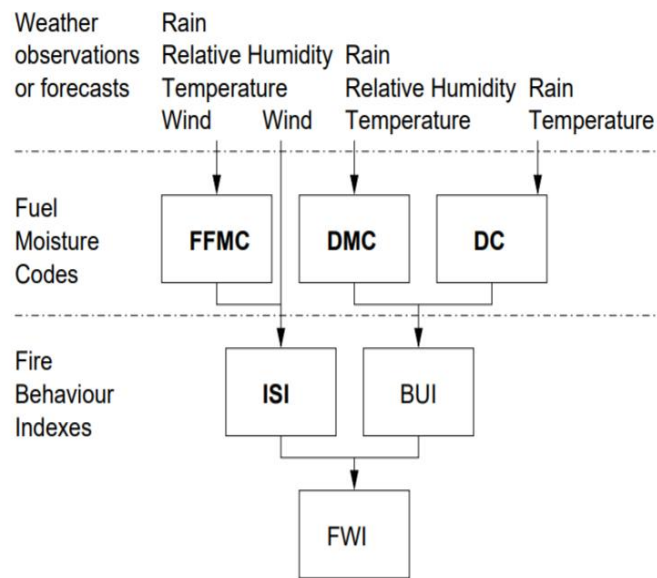 Weather
observations
or forecasts
Rain
Relative Humidity
Temperature
Wind
Wind
Rain
Relative Humidity
Temperature
Rain
Temperature
Fuel
Moisture
Codes
FFMC
DMC
DC
Fire
Behaviour
Indexes
ISI
BUI
FWI